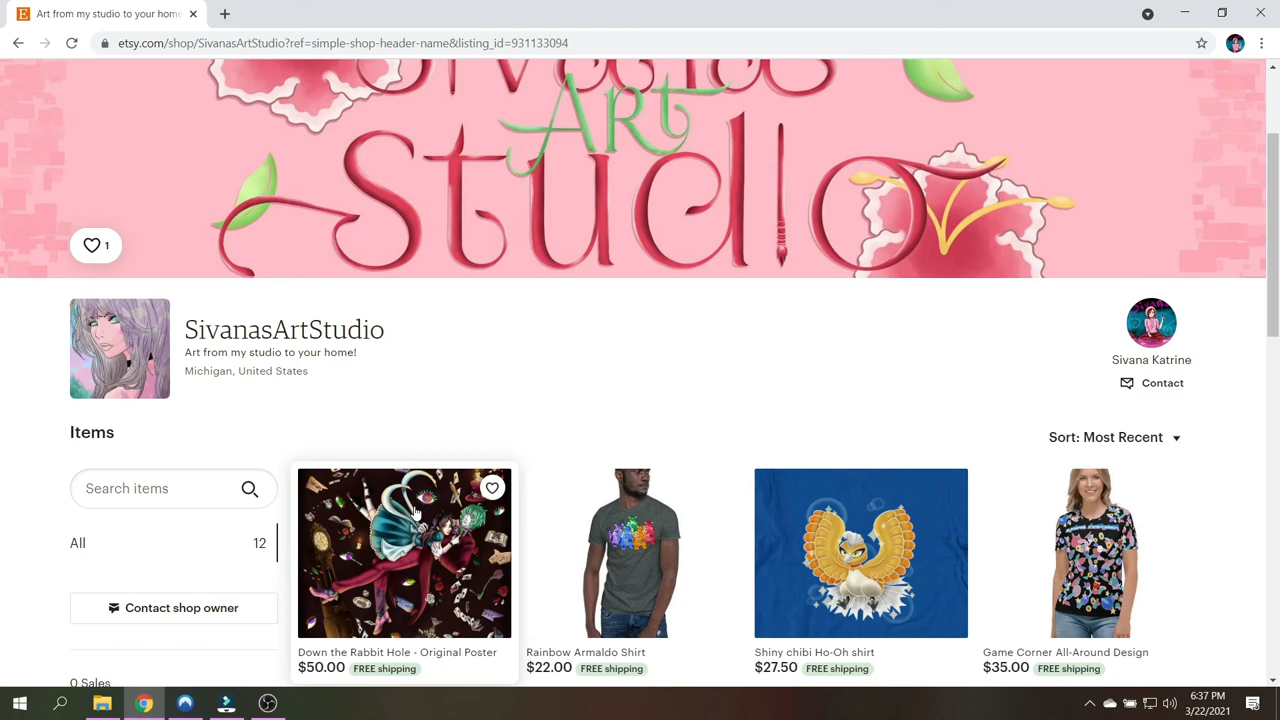 Art from my studio to your home
etsy.com/shop/SivanasArtStudio?ref=simple-shop-header-name&listing_id=931133094
Art
Studio
1
SivanasArtStudio
Art from my studio to your home!
Michigan, United States
Sivana Katrine
Contact
Items
Sort: Most Recent
Search items
All 12
Contact shop owner
0 Sales
Down the Rabbit Hole - Original Poster
$50.00 FREE shipping
Rainbow Armaldo Shirt
$22.00 FREE shipping
Shiny chibi Ho-Oh shirt
$27.50 FREE shipping
Game Corner All-Around Design
$35.00 FREE shipping
6:37 PM
3/22/2021